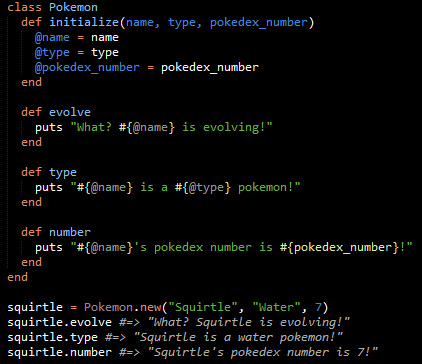 class Pokemon
  def initialize(name, type, pokedex_number)
    @name = name
    @type = type
    @pokedex_number = pokedex_number
  end

  def evolve
    puts "What? #{@name} is evolving!"
  end

  def type
    puts "#{@name} is a #{@type} pokemon!"
  end

  def number
    puts "#{@name}'s pokedex number is #{pokedex_number}!"
  end
end

squirtle = Pokemon.new("Squirtle", "Water", 7)
squirtle.evolve #=> "What? Squirtle is evolving!"
squirtle.type #=> "Squirtle is a water pokemon!"
squirtle.number #=> "Squirtle's pokedex number is 7!"